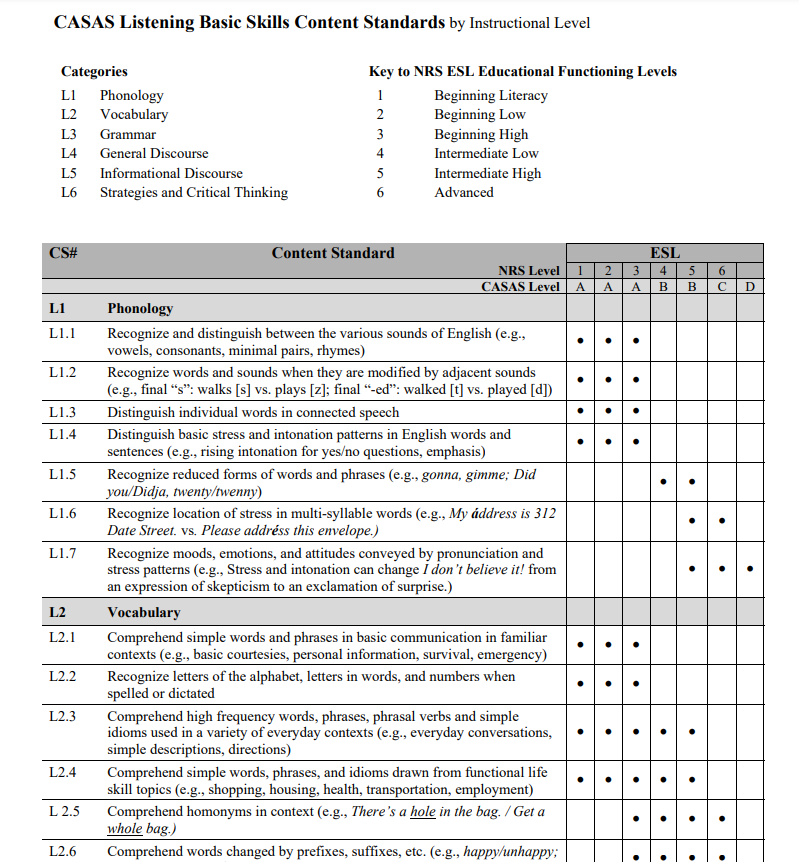 CASAS Listening Basic Skills Content Standards by Instructional Level
Categories
L1 Phonology
L2 Vocabulary
L3 Grammar
L4 General Discourse
L5 Informational Discourse
L6 Strategies and Critical Thinking
Key to NRS ESL Educational Functioning Levels
1 Beginning Literacy
2 Beginning Low
3 Beginning High
4 Intermediate Low
5 Intermediate High
6 Advanced
CS# Content Standard ESL
NRS Level 1 2 3 4 5 6
CASAS Level A A A B B C D
L1 Phonology
L1.1 Recognize and distinguish between the various sounds of English (e.g.,
vowels, consonants, minimal pairs, rhymes) • • •
L1.2 Recognize words and sounds when they are modified by adjacent sounds
(e.g., final “s”: walks [s] vs. plays [z]; final “-ed”: walked [t] vs. played [d]) • • •
L1.3 Distinguish individual words in connected speech • • •
L1.4 Distinguish basic stress and intonation patterns in English words and
sentences (e.g., rising intonation for yes/no questions, emphasis) • • •
L1.5 Recognize reduced forms of words and phrases (e.g., gonna, gimme; Did
you/Didja, twenty/twenny) • •
L1.6 Recognize location of stress in multi-syllable words (e.g., My áddress is 312
Date Street. vs. Please addréss this envelope.) • •
L1.7 Recognize moods, emotions, and attitudes conveyed by pronunciation and
stress patterns (e.g., Stress and intonation can change I don’t believe it! from
an expression of skepticism to an exclamation of surprise.) • • •
L2 Vocabulary
L2.1 Comprehend simple words and phrases in basic communication in familiar
contexts (e.g., basic courtesies, personal information, survival, emergency) • • •
L2.2 Recognize letters of the alphabet, letters in words, and numbers when
spelled or dictated • • •
L2.3 Comprehend high frequency words, phrases, phrasal verbs and simple
idioms used in a variety of everyday contexts (e.g., everyday conversations,
simple descriptions, directions) • • • • •
L2.4 Comprehend simple words, phrases, and idioms drawn from functional life
skill topics (e.g., shopping, housing, health, transportation, employment) • • • • •
L 2.5 Comprehend homonyms in context (e.g., There’s a hole in the bag. / Get a
whole bag.) • • • •
L2.6 Comprehend words changed by prefixes, suffixes, etc. (e.g., happy/unhappy; • • • •